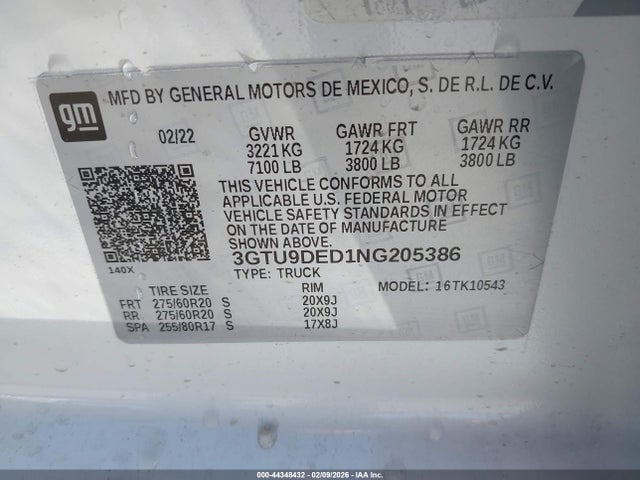 gm
MFD BY GENERAL MOTORS DE MEXICO, S. DE R.L. DE C.V.
02/22 GVWR GAWR FRT GAWR RR
3221 KG 1724 KG 1724 KG
7100 LB 3800 LB 3800 LB
THIS VEHICLE CONFORMS TO ALL
APPLICABLE U.S. FEDERAL MOTOR
VEHICLE SAFETY STANDARDS IN EFFECT
ON THE DATE OF MANUFACTURE
SHOWN ABOVE.
3GTU9DED1NG205386
140X TYPE: TRUCK
TIRE SIZE RIM MODEL: 16TK10543
FRT 275/60R20 S 20X9J
RR 275/60R20 S 20X9J
SPA 255/80R17 S 17X8J
000-44348432 - 02/09/2026 - IAA Inc.